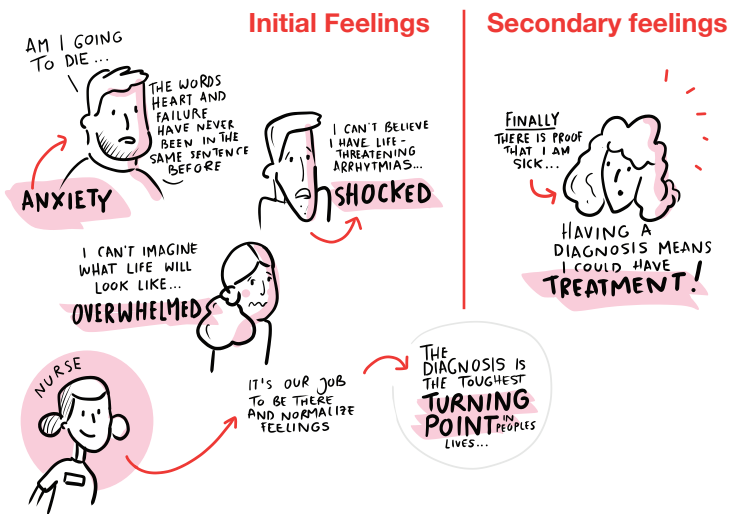 Initial Feelings
Secondary feelings
AM I GOING
TO DIE...
THE WORDS
HEART AND
FAILURE
HAVE NEVER
BEEN IN THE
SAME SENTENCE
BEFORE
ANXIETY
I CAN'T BELIEVE
I HAVE LIFE-
THREATENING
ARRHYTMIAS...
SHOCKED
I CAN'T IMAGINE
WHAT LIFE WILL
LOOK LIKE...
OVERWHELMED
FINALLY
THERE IS PROOF
THAT I AM
SICK...
HAVING A
DIAGNOSIS MEANS
I COULD HAVE
TREATMENT!
NURSE
IT'S OUR JOB
TO BE THERE
AND NORMALIZE
FEELINGS
THE
DIAGNOSIS IS
THE TOUGHEST
TURNING
POINT IN
PEOPLES
LIVES...